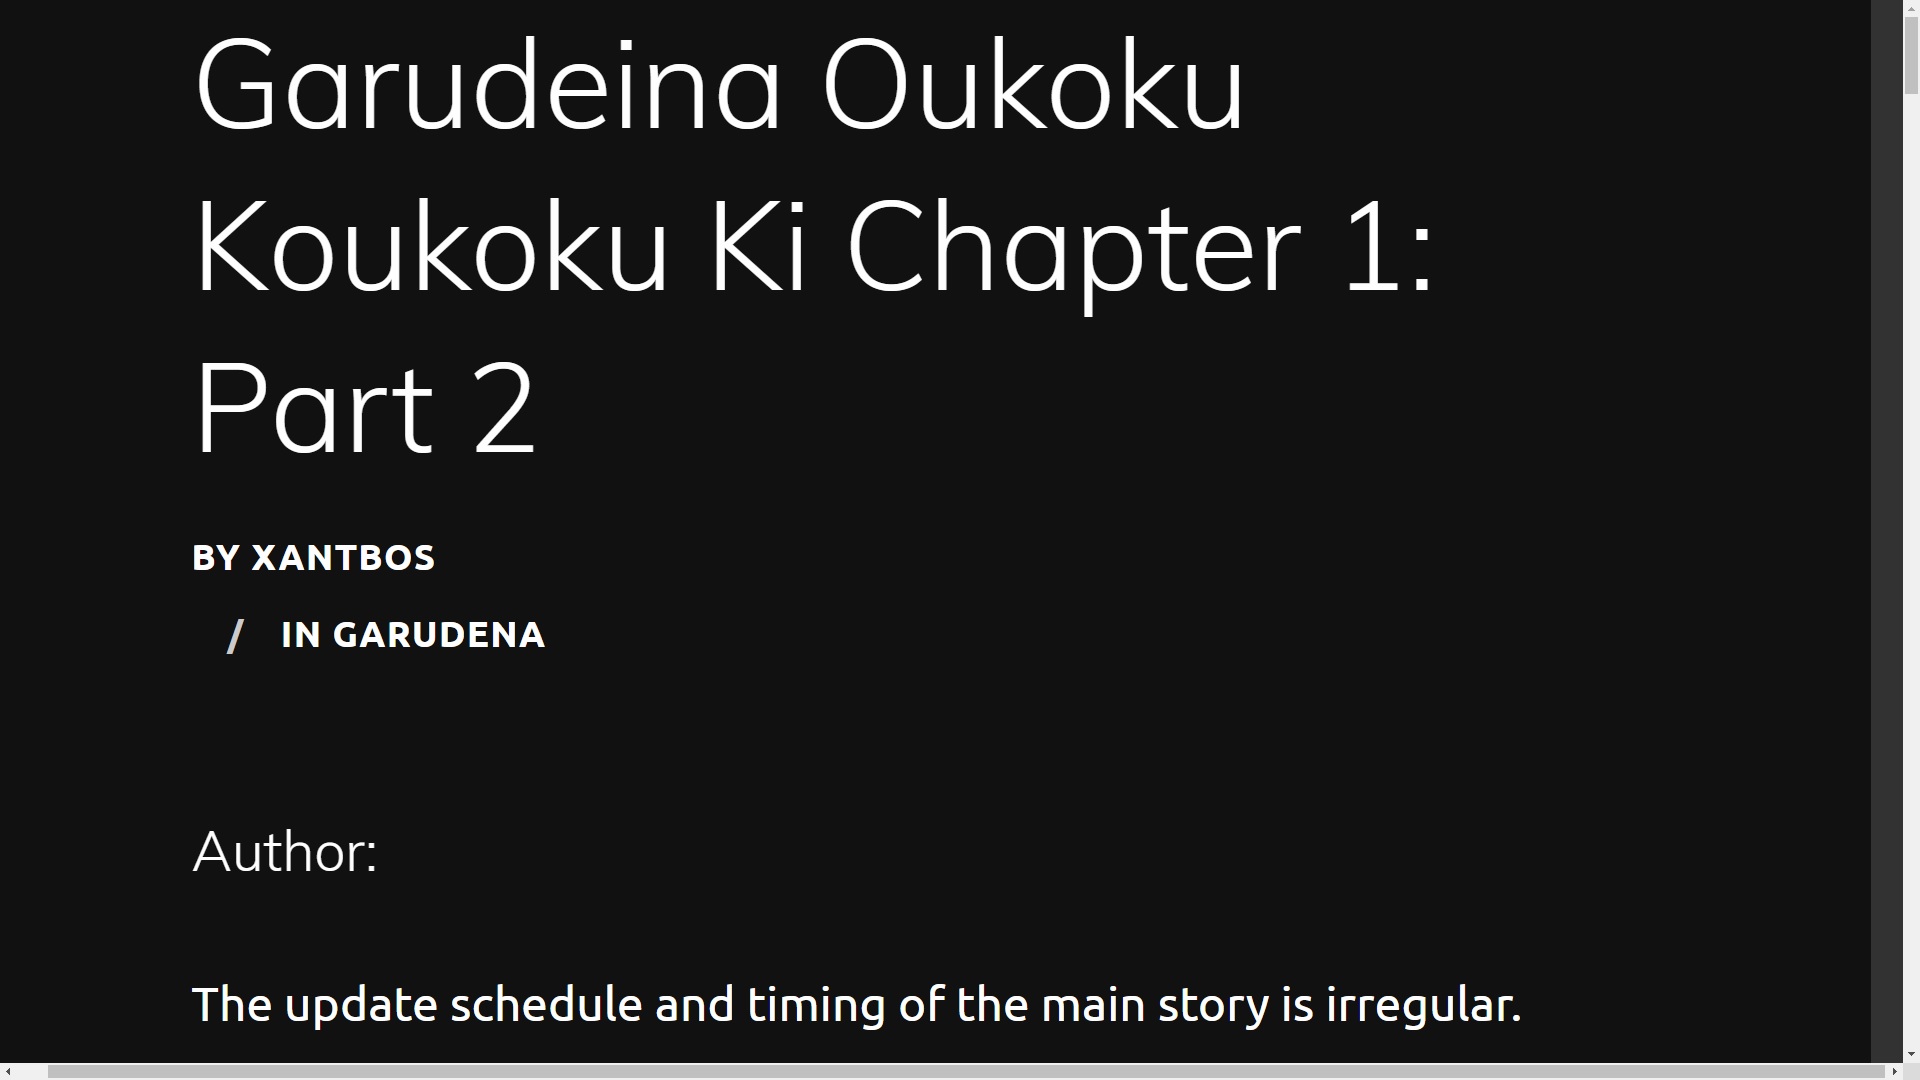 Garudeina Oukoku
Koukoku Ki Chapter 1:
Part 2
BY XANTBOS
/ IN GARUDENA
Author:
The update schedule and timing of the main story is irregular.